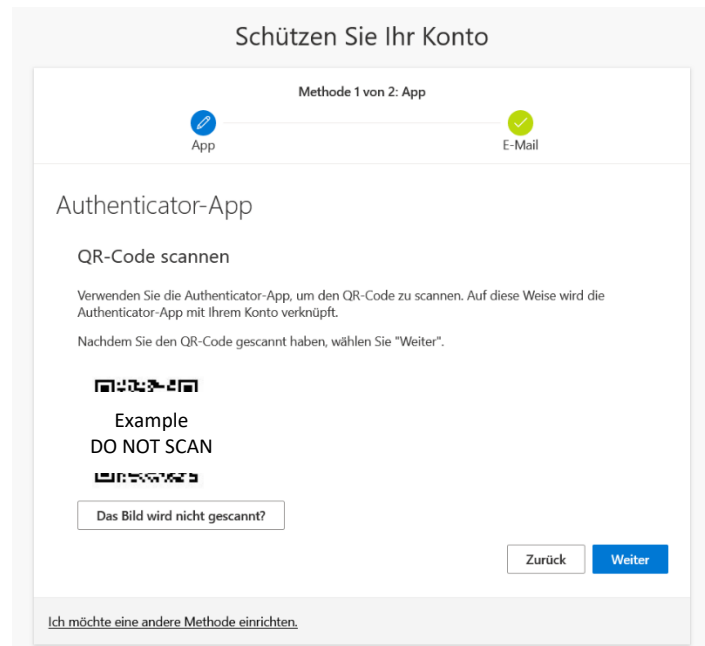 Schützen Sie Ihr Konto
Methode 1 von 2: App
App
E-Mail
Authenticator-App
QR-Code scannen
Verwenden Sie die Authenticator-App, um den QR-Code zu scannen. Auf diese Weise wird die
Authenticator-App mit Ihrem Konto verknüpft.
Nachdem Sie den QR-Code gescannt haben, wählen Sie "Weiter".
Example
DO NOT SCAN
Das Bild wird nicht gescannt?
Zurück
Weiter
Ich möchte eine andere Methode einrichten.